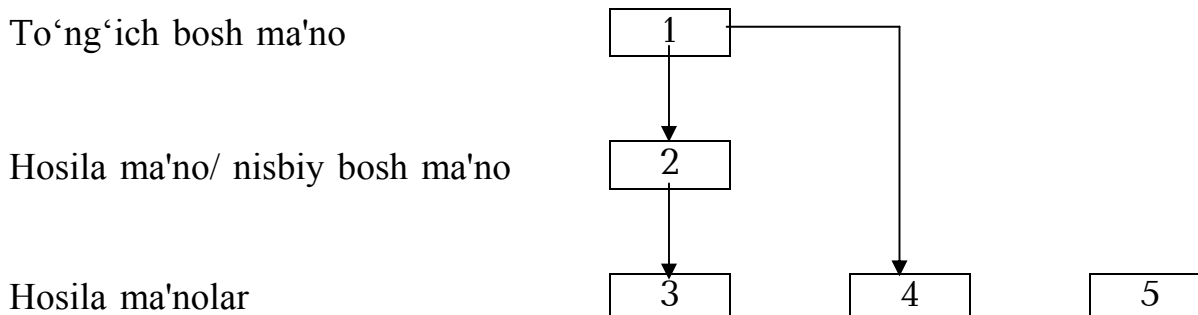 To‘ng‘ich bosh ma'no 1
Hosila ma'no/ nisbiy bosh ma'no 2
Hosila ma'nolar 3 4 5